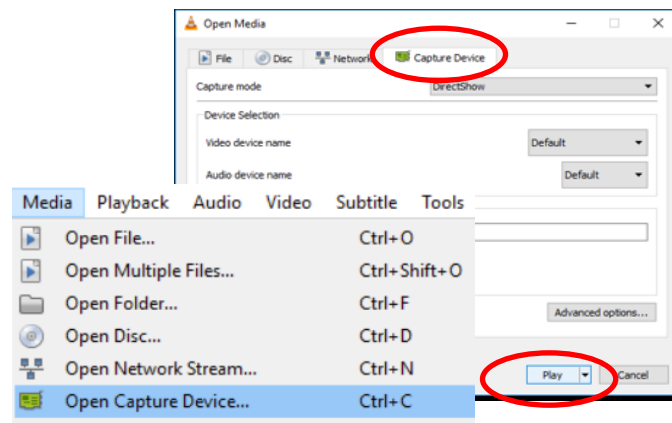 Open Media
File Disc Network Capture Device
Capture mode DirectShow
Device Selection
Video device name Default
Audio device name Default
Advanced options...
Play Cancel
Media Playback Audio Video Subtitle Tools
Open File... Ctrl+O
Open Multiple Files... Ctrl+Shift+O
Open Folder... Ctrl+F
Open Disc... Ctrl+D
Open Network Stream... Ctrl+N
Open Capture Device... Ctrl+C